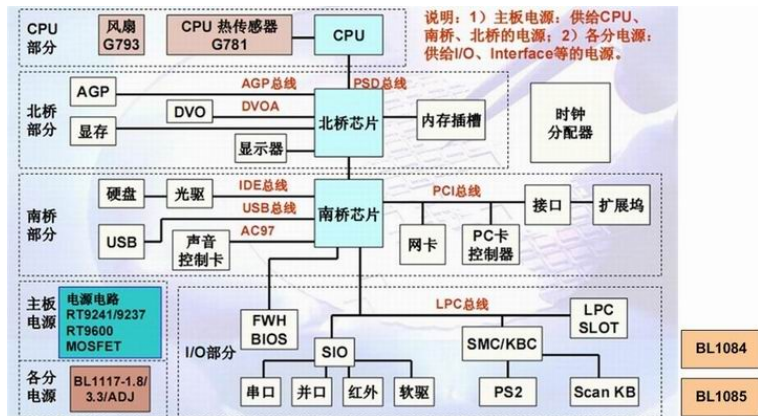 CPU
部分
风扇
G793
CPU 热传感器
G781
CPU
说明：1）主板电源：供给CPU、
南桥、北桥的电源；2）各分电源：
供给I/O、Interface等的电源。
AGP总线
PSD总线
AGP
北桥
部分
DVO
DVOA
显存
显示器
北桥芯片
内存插槽
时钟
分配器
硬盘
光驱
IDE总线
南桥芯片
PCI总线
接口
扩展坞
南桥
部分
USB总线
USB
声音
控制卡
AC97
网卡
PC卡
控制器
主板
电源
电源电路
RT9241/9237
RT9600
MOSFET
FWH
BIOS
LPC总线
LPC
SLOT
I/O部分
SIO
SMC/KBC
BL1084
各分
电源
BL1117-1.8/
3.3/ADJ
串口
并口
红外
软驱
PS2
Scan KB
BL1085